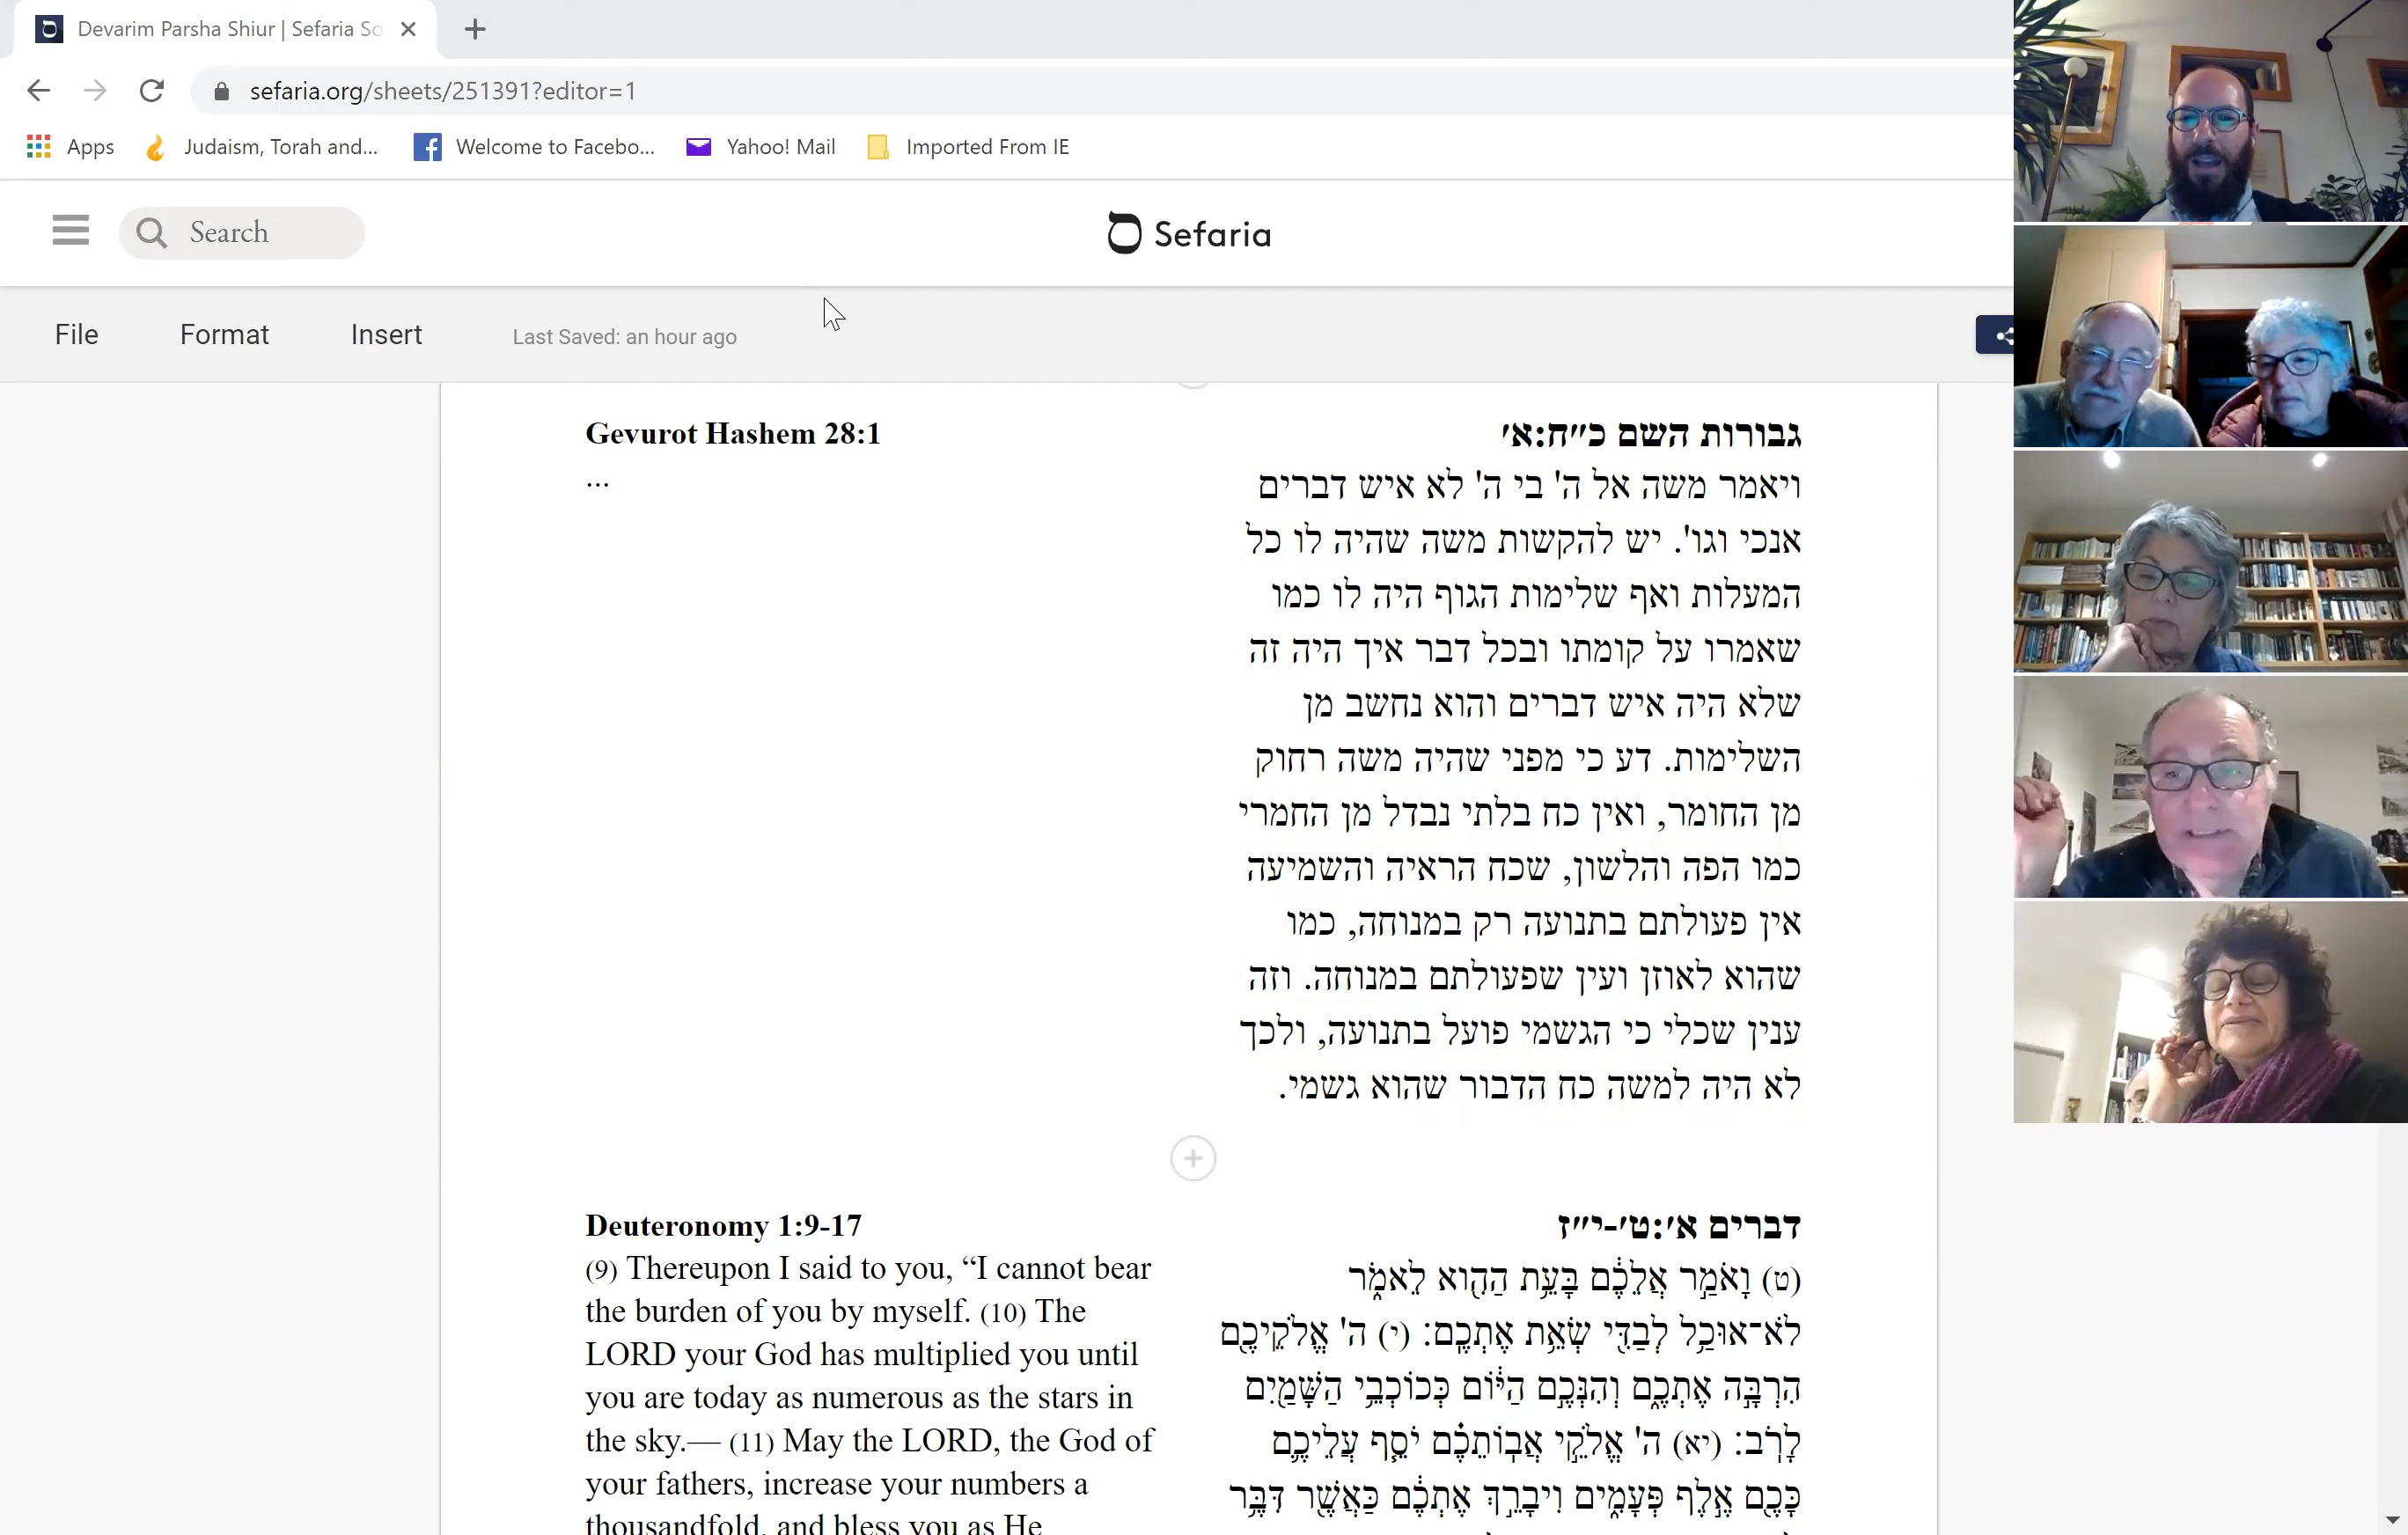 Devarim Parsha Shiur | Sefaria So
sefaria.org/sheets/251391?editor=1
Apps
Judaism, Torah and...
Welcome to Facebo...
Yahoo! Mail
Imported From IE
Search
Sefaria
File
Format
Insert
Last Saved: an hour ago
Gevurot Hashem 28:1
...
גבורות השם כ״ח:א׳
ויאמר משה אל ה' בי ה' לא איש דברים
אנכי וגו'. יש להקשות משה שהיה לו כל
המעלות ואף שלימות הגוף היה לו כמו
שאמרו על קומתו ובכל דבר איך היה זה
שלא היה איש דברים והוא נחשב מן
השלימות. דע כי מפני שהיה משה רחוק
מן החומר, ואין כח בלתי נבדל מן החמרי
כמו הפה והלשון, שכח הראיה והשמיעה
אין פעולתם בתנועה רק במנוחה, כמו
שהוא לאוזן ועין שפעולתם במנוחה. וזה
ענין שכלי כי הגשמי פועל בתנועה, ולכך
לא היה למשה כח הדבור שהוא גשמי.
Deuteronomy 1:9-17
(9) Thereupon I said to you, “I cannot bear
the burden of you by myself. (10) The
LORD your God has multiplied you until
you are today as numerous as the stars in
the sky.— (11) May the LORD, the God of
your fathers, increase your numbers a
thousandfold, and bless you as He
דברים א׳:ט׳-י״ז
(ט) וָאֹמַ֣ר אֲלֵכֶ֔ם בָּעֵ֥ת הַהִ֖וא לֵאמֹ֑ר
לֹא־אוּכַ֥ל לְבַדִּ֖י שְׂאֵ֥ת אֶתְכֶֽם׃ (י) ה' אֱלֹקֵיכֶ֖ם
הִרְבָּ֣ה אֶתְכֶ֑ם וְהִנְּכֶ֣ם הַיּ֔וֹם כְּכוֹכְבֵ֥י הַשָּׁמַ֖יִם
לָרֹֽב׃ (יא) ה' אֱלֹקֵ֣י אֲבֽוֹתֵכֶ֗ם יֹסֵ֧ף עֲלֵיכֶ֛ם
כָּכֶ֖ם אֶ֣לֶף פְּעָמִ֑ים וִיבָרֵ֣ךְ אֶתְכֶ֔ם כַּאֲשֶׁ֖ר דִּבֶּ֥ר